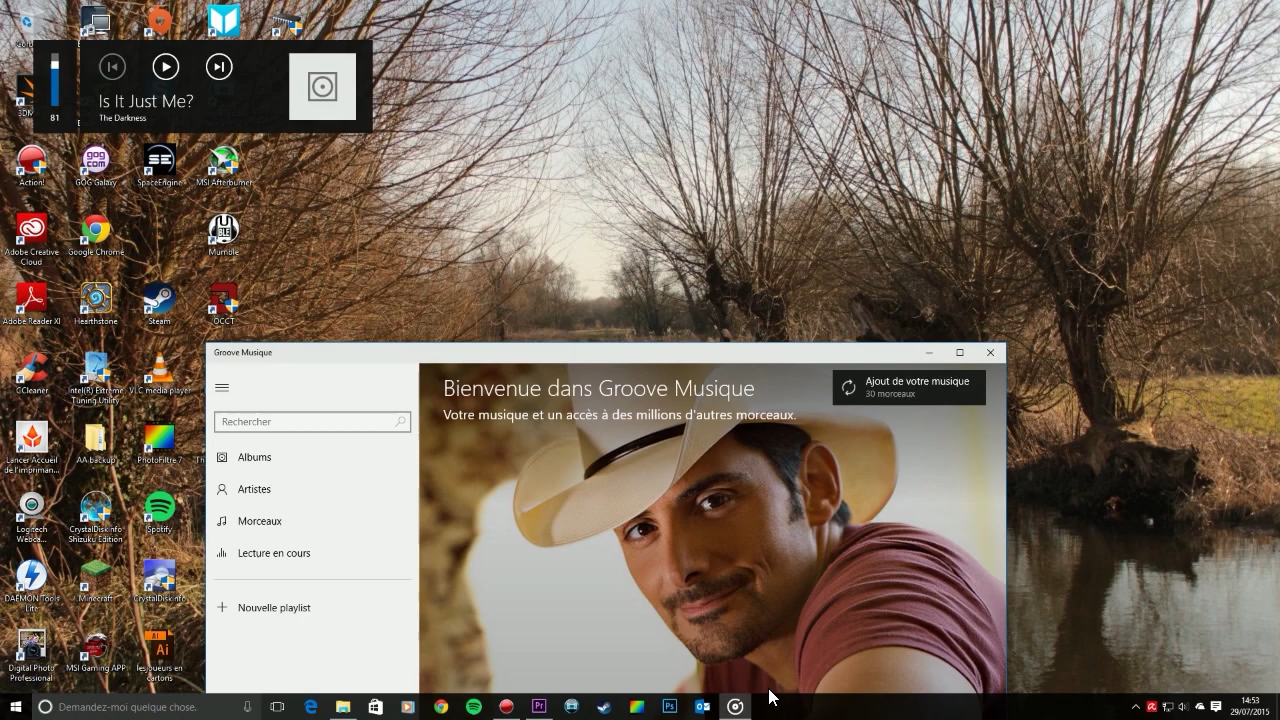 Is It Just Me?
The Darkness
81
3DM
Action!
GOG Galaxy
SpaceEngine
MSI Afterburner
Adobe Creative
Cloud
Google Chrome
Mumble
Adobe Reader XI
Hearthstone
Steam
OCCT
CCleaner
Intel(R) Extreme
Tuning Utility
VLC media player
Lancer Accueil
de l'impriman...
AA backup
PhotoFiltre 7
Logitech
Webca...
CrystalDiskInfo
Shizuku Edition
Spotify
DAEMON Tools
Lite
Minecraft
CrystalDiskInfo
Digital Photo
Professional
MSI Gaming APP
lesjoueurs en
cartons
Groove Musique
Rechercher
Albums
Artistes
Morceaux
Lecture en cours
Nouvelle playlist
Bienvenue dans Groove Musique
Votre musique et un accès à des millions d'autres morceaux.
Ajout de votre musique
30 morceaux
Demandez-moi quelque chose.
14:53
29/07/2015